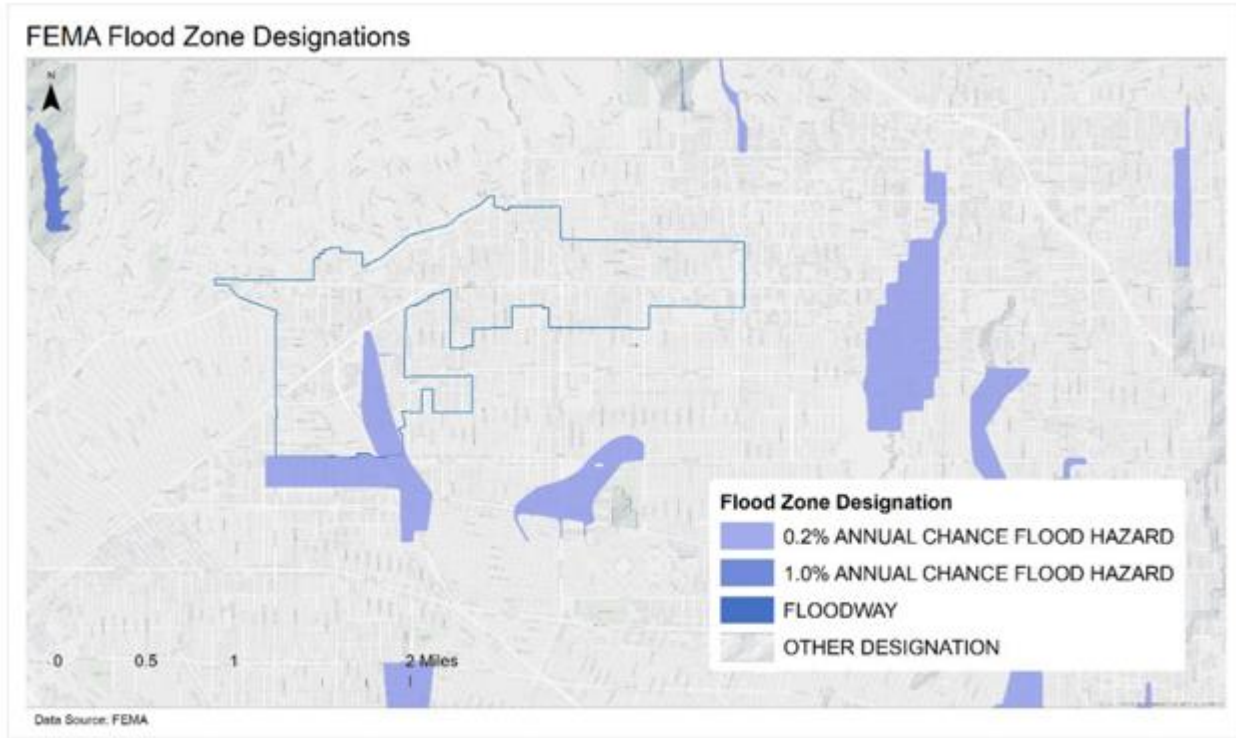 FEMA Flood Zone Designations
N
Flood Zone Designation
0.2% ANNUAL CHANCE FLOOD HAZARD
1.0% ANNUAL CHANCE FLOOD HAZARD
FLOODWAY
OTHER DESIGNATION
0 0.5 1 2 Miles
Data Source: FEMA